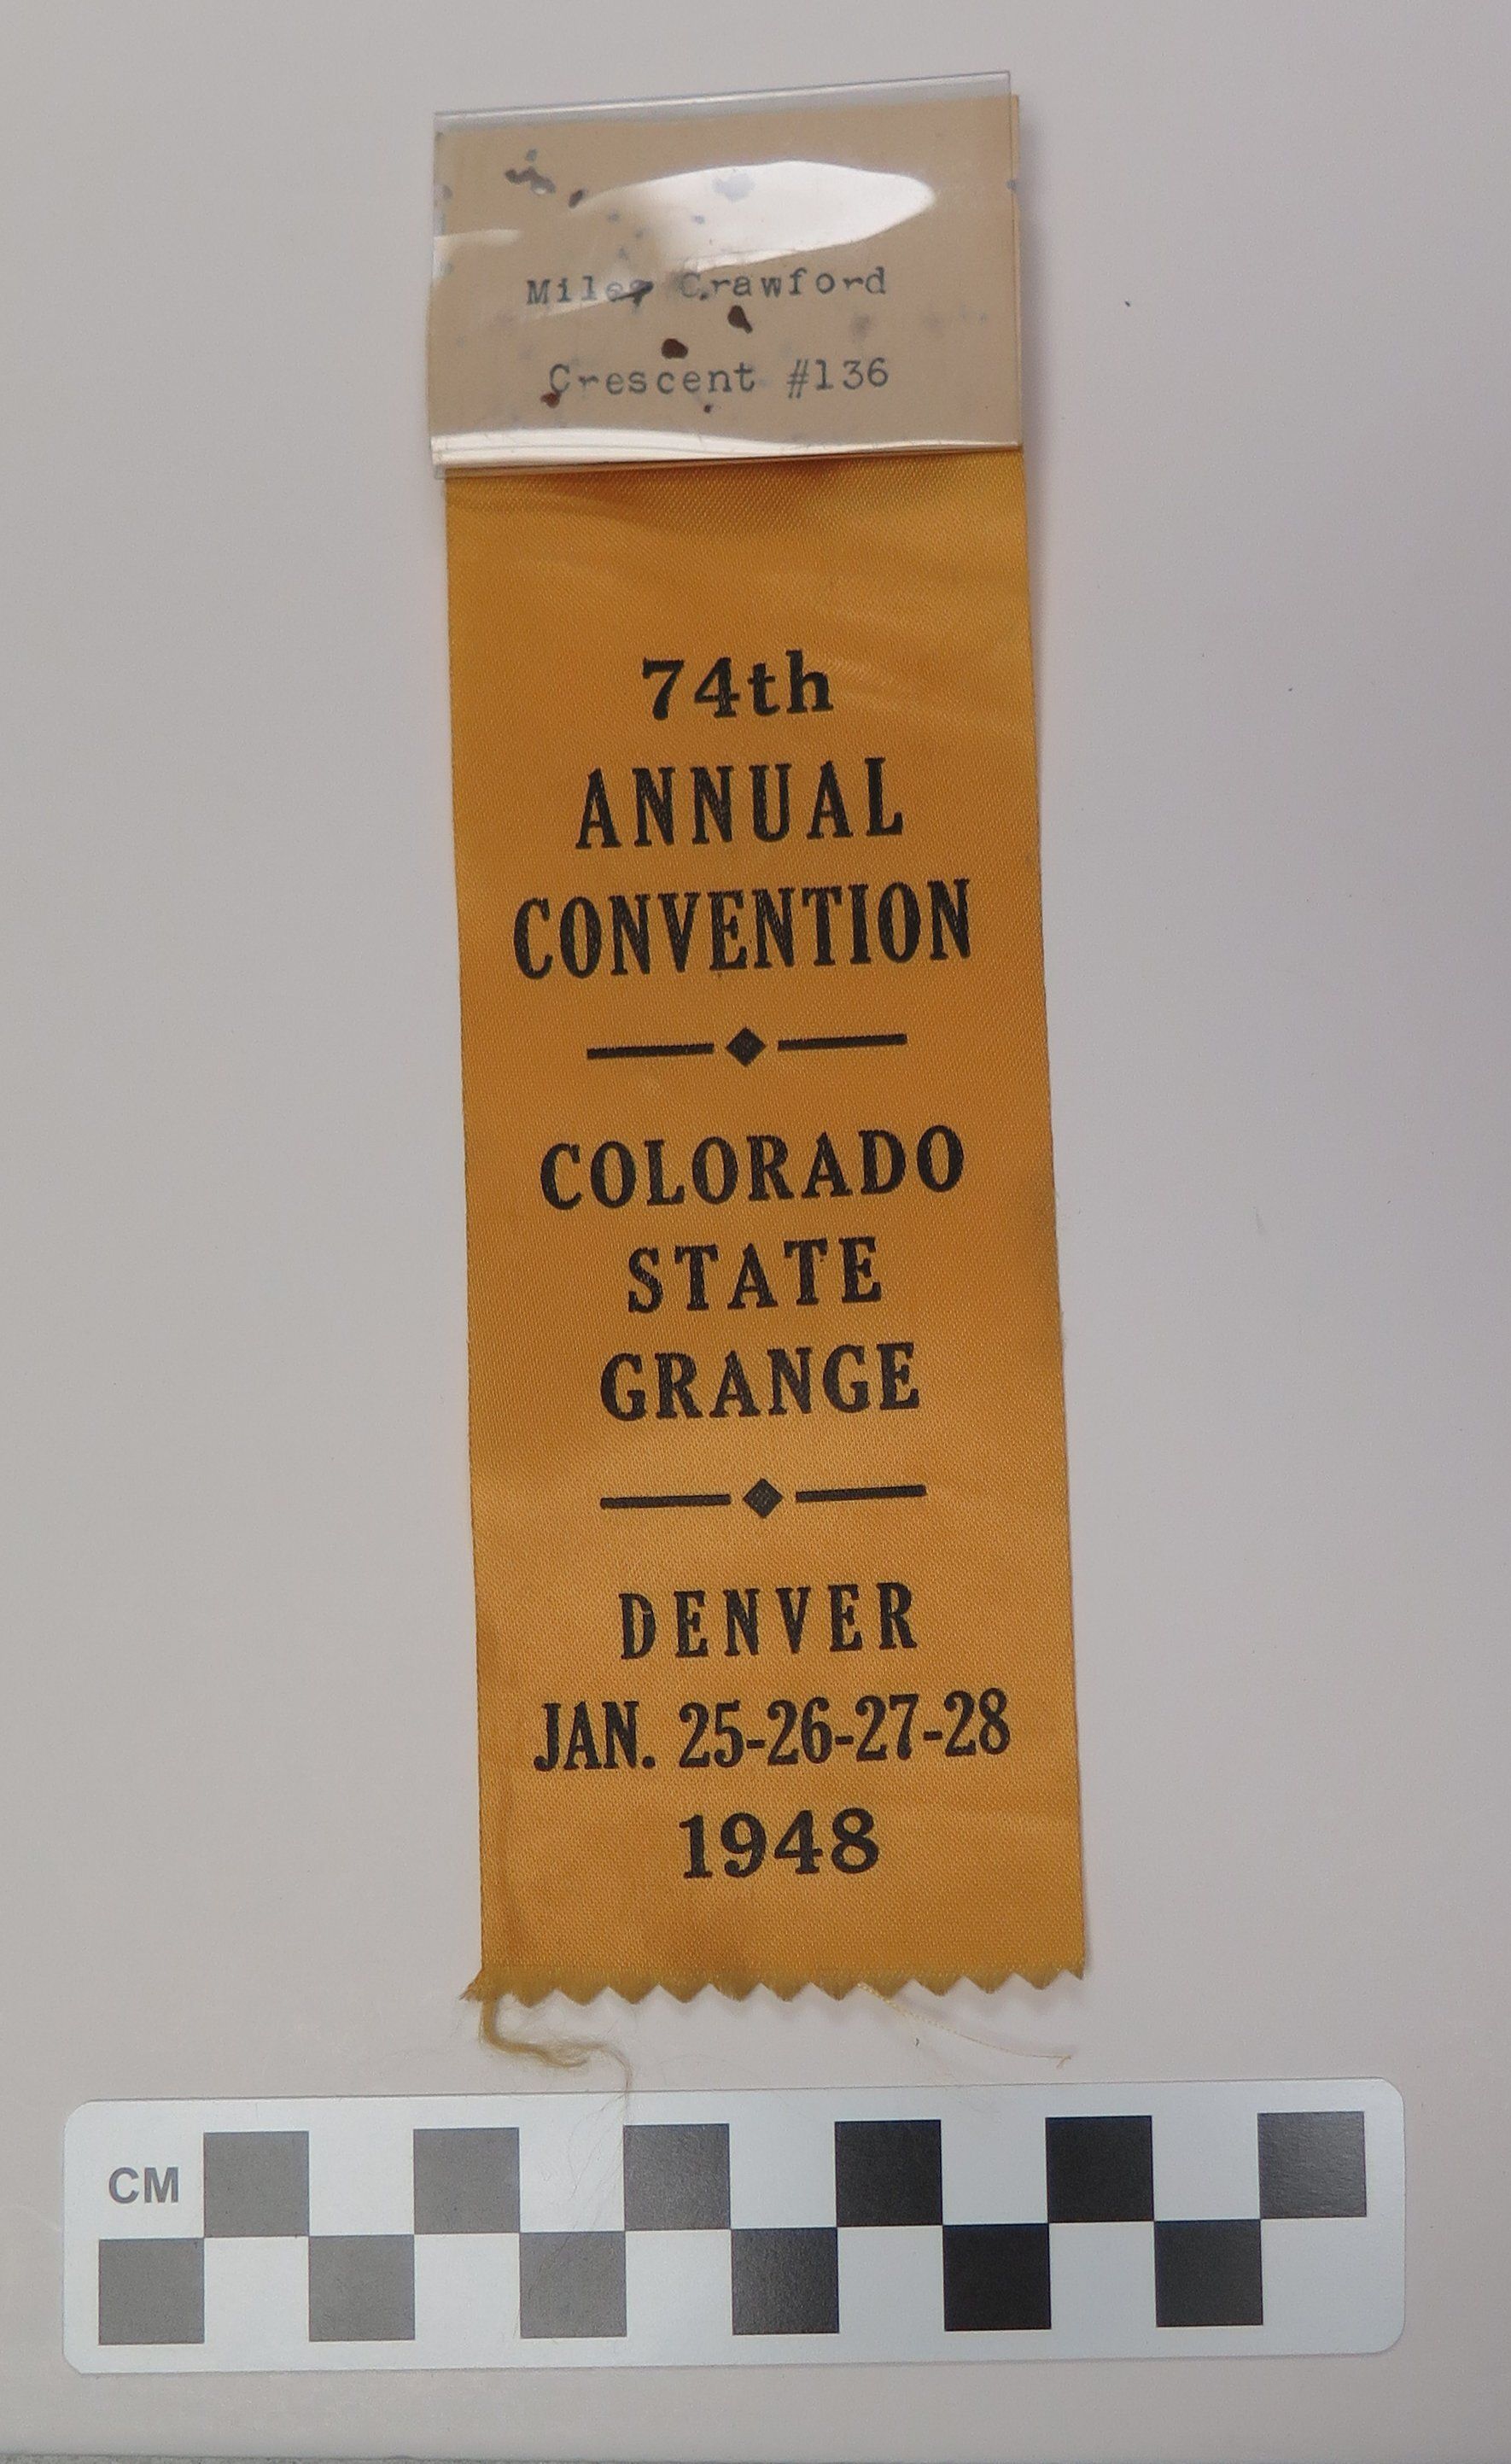 Miles Crawford
Crescent #136
74th
ANNUAL
CONVENTION
COLORADO
STATE
GRANGE
DENVER
JAN. 25-26-27-28
1948
CM